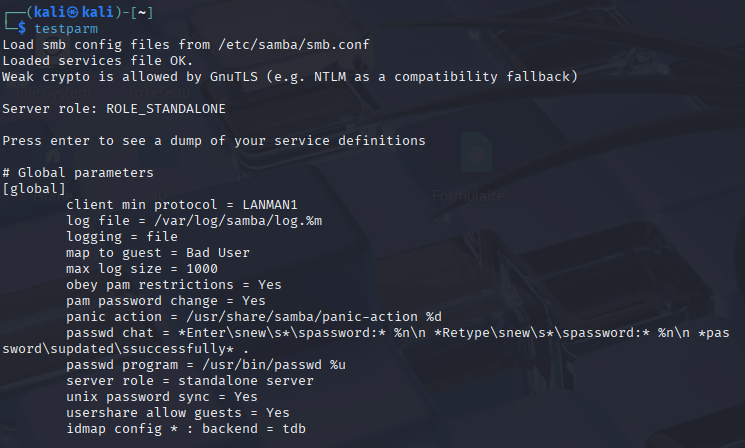 ┌──(kali㉿kali)-[~]
└─$ testparm
Load smb config files from /etc/samba/smb.conf
Loaded services file OK.
Weak crypto is allowed by GnuTLS (e.g. NTLM as a compatibility fallback)
Server role: ROLE_STANDALONE
Press enter to see a dump of your service definitions
# Global parameters
[global]
client min protocol = LANMAN1
log file = /var/log/samba/log.%m
logging = file
map to guest = Bad User
max log size = 1000
obey pam restrictions = Yes
pam password change = Yes
panic action = /usr/share/samba/panic-action %d
passwd chat = *Enter\snew\s*\spassword:* %n\n *Retype\snew\s*\spassword:* %n\n *pas
sword\supdated\ssuccessfully* .
passwd program = /usr/bin/passwd %u
server role = standalone server
unix password sync = Yes
usershare allow guests = Yes
idmap config * : backend = tdb
Formulaire